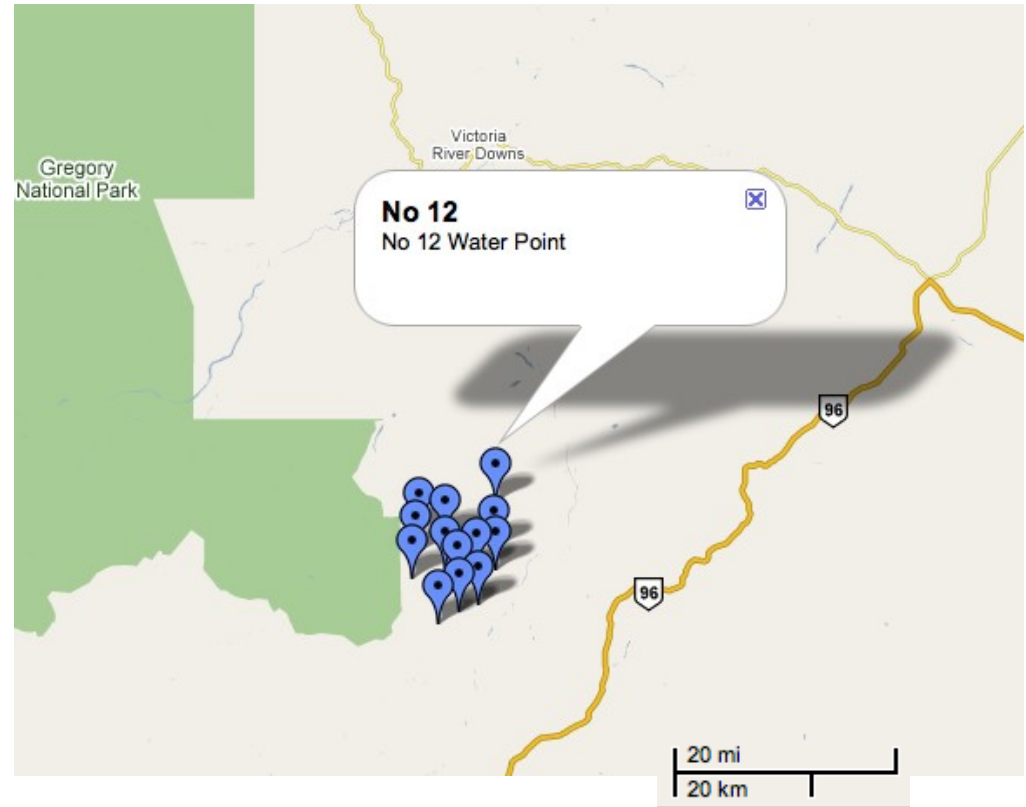 Victoria
River Downs
Gregory
National Park
No 12
No 12 Water Point
96
96
20 mi
20 km